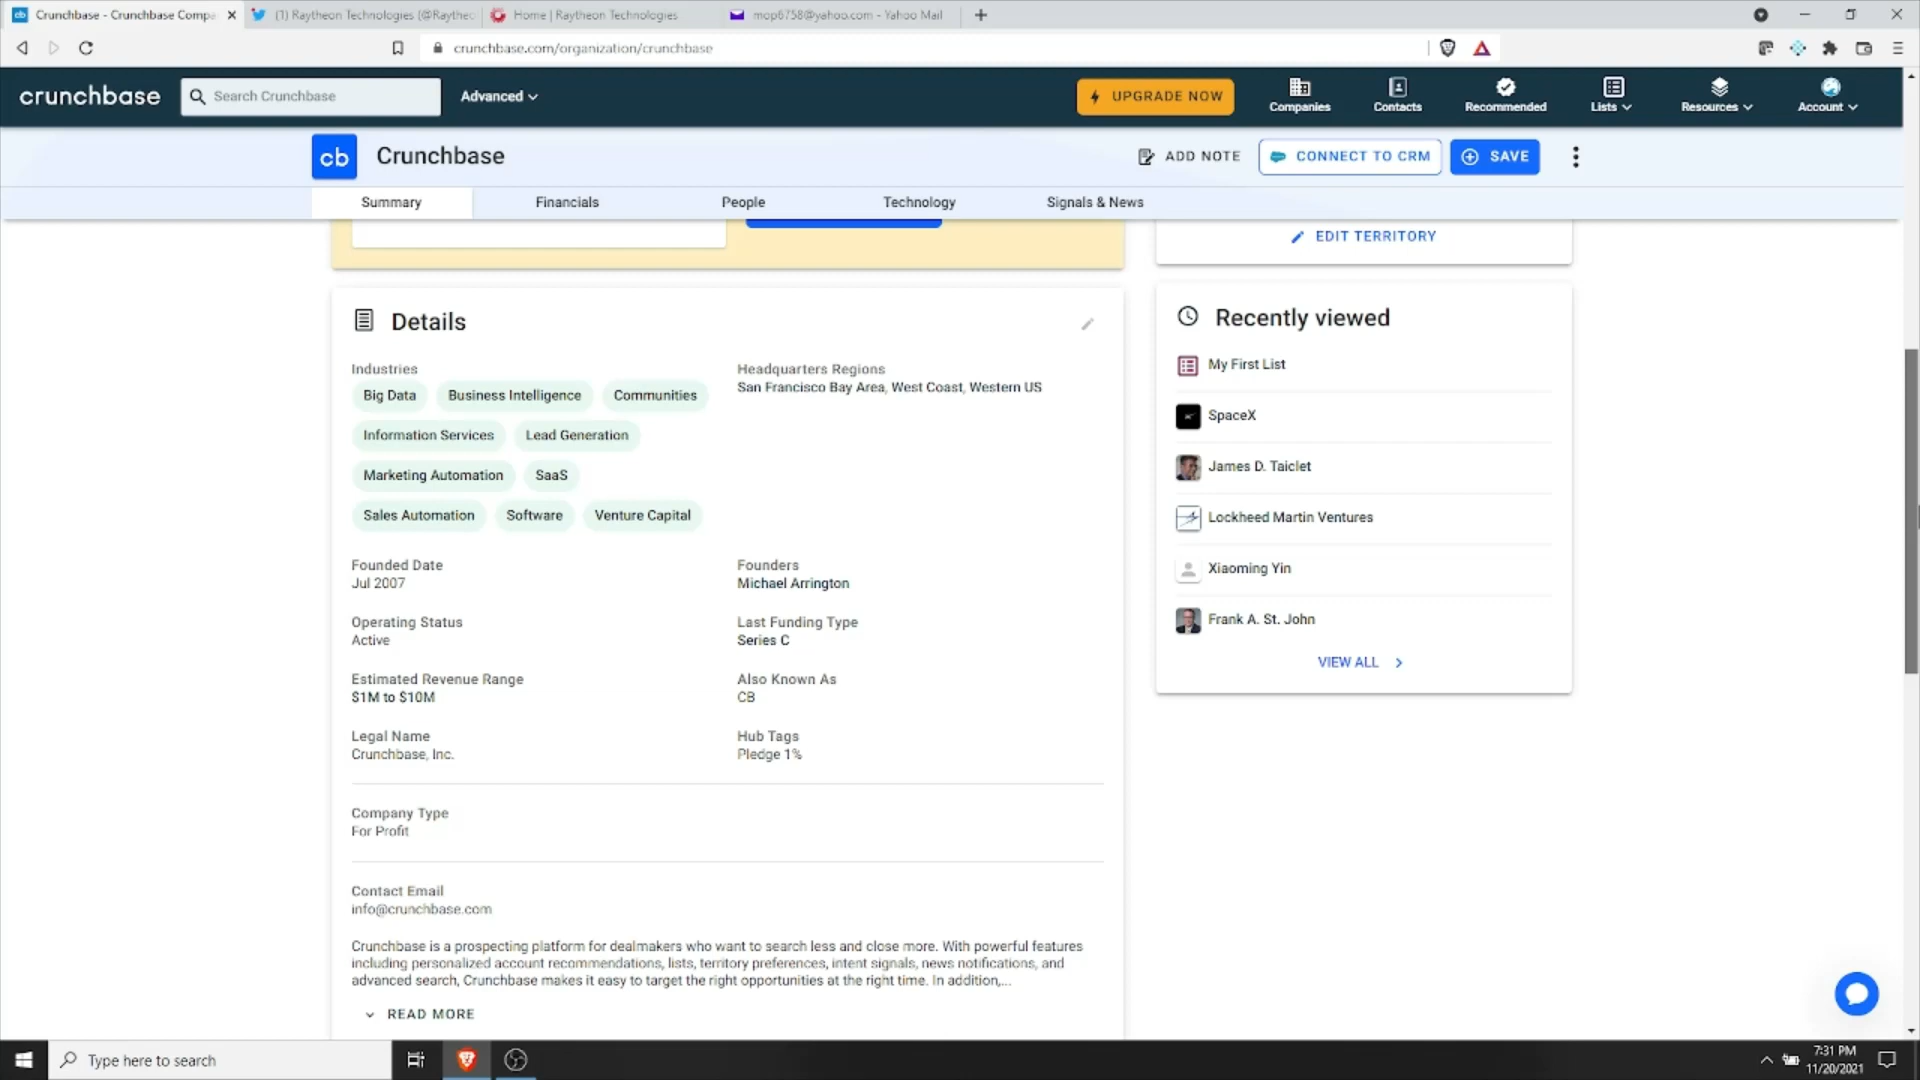 Crunchbase - Crunchbase Compa
(1) Raytheon Technologies (@Raythec
Home | Raytheon Technologies
mop6758@yahoo.com - Yahoo Mail
crunchbase.com/organization/crunchbase
crunchbase
Search Crunchbase
Advanced
UPGRADE NOW
Companies
Contacts
Recommended
Lists
Resources
Account
cb
Crunchbase
ADD NOTE
CONNECT TO CRM
SAVE
Summary
Financials
People
Technology
Signals & News
EDIT TERRITORY
Details
Industries
Big Data
Business Intelligence
Communities
Information Services
Lead Generation
Marketing Automation
SaaS
Sales Automation
Software
Venture Capital
Headquarters Regions
San Francisco Bay Area, West Coast, Western US
Founded Date
Jul 2007
Founders
Michael Arrington
Operating Status
Active
Last Funding Type
Series C
Estimated Revenue Range
$1M to $10M
Also Known As
CB
Legal Name
Crunchbase, Inc.
Hub Tags
Pledge 1%
Company Type
For Profit
Contact Email
info@crunchbase.com
Crunchbase is a prospecting platform for dealmakers who want to search less and close more. With powerful features
including personalized account recommendations, lists, territory preferences, intent signals, news notifications, and
advanced search, Crunchbase makes it easy to target the right opportunities at the right time. In addition,...
READ MORE
Recently viewed
My First List
SpaceX
James D. Taiclet
Lockheed Martin Ventures
Xiaoming Yin
Frank A. St. John
VIEW ALL
Type here to search
7:31 PM
11/20/2021